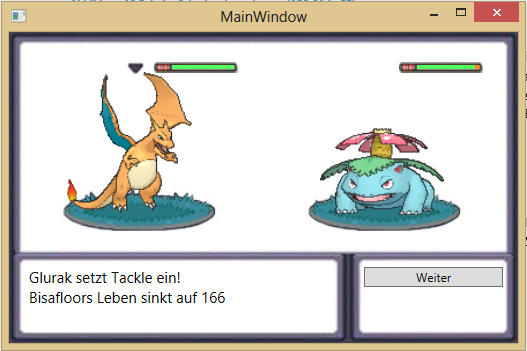 MainWindow
Glurak setzt Tackle ein!
Bisafloors Leben sinkt auf 166
Weiter